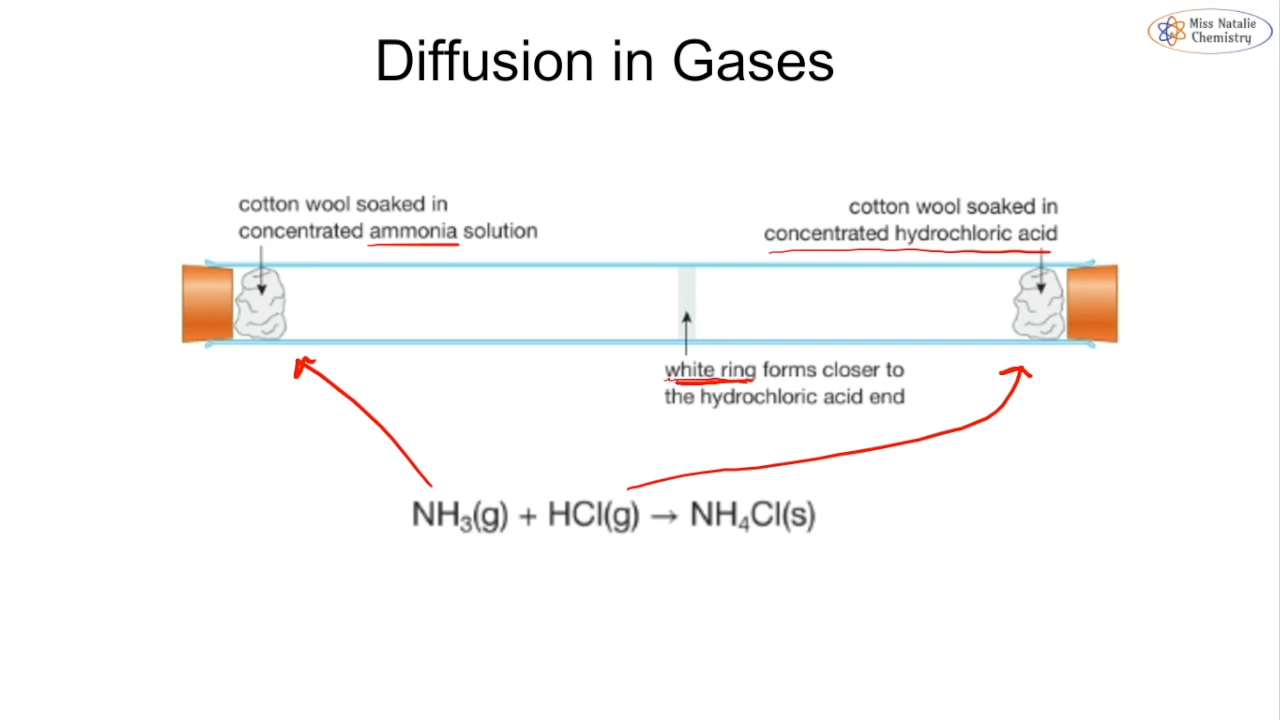 Miss Natalie
Chemistry
Diffusion in Gases
cotton wool soaked in
concentrated ammonia solution
cotton wool soaked in
concentrated hydrochloric acid
white ring forms closer to
the hydrochloric acid end
NH₃(g) + HCl(g) → NH₄Cl(s)